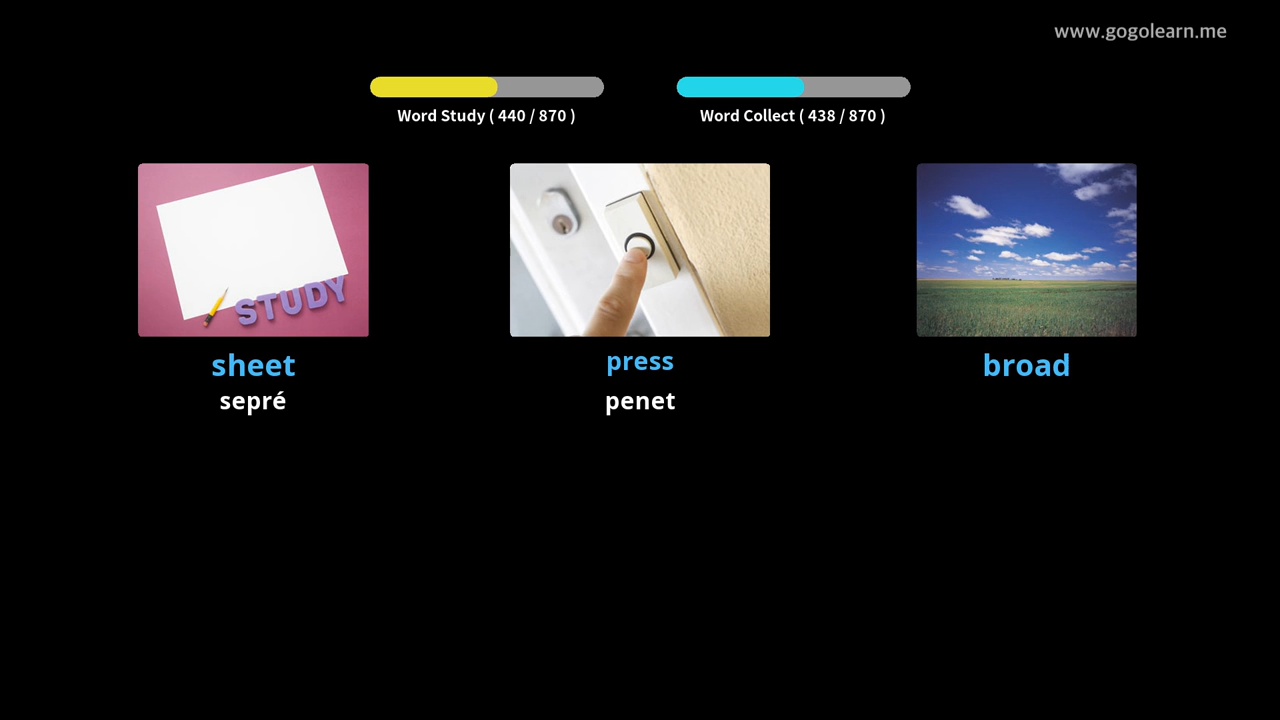 www.gogolearn.me
Word Study ( 440 / 870 )
Word Collect ( 438 / 870 )
STUDY
sheet
press
broad
sepré
penet